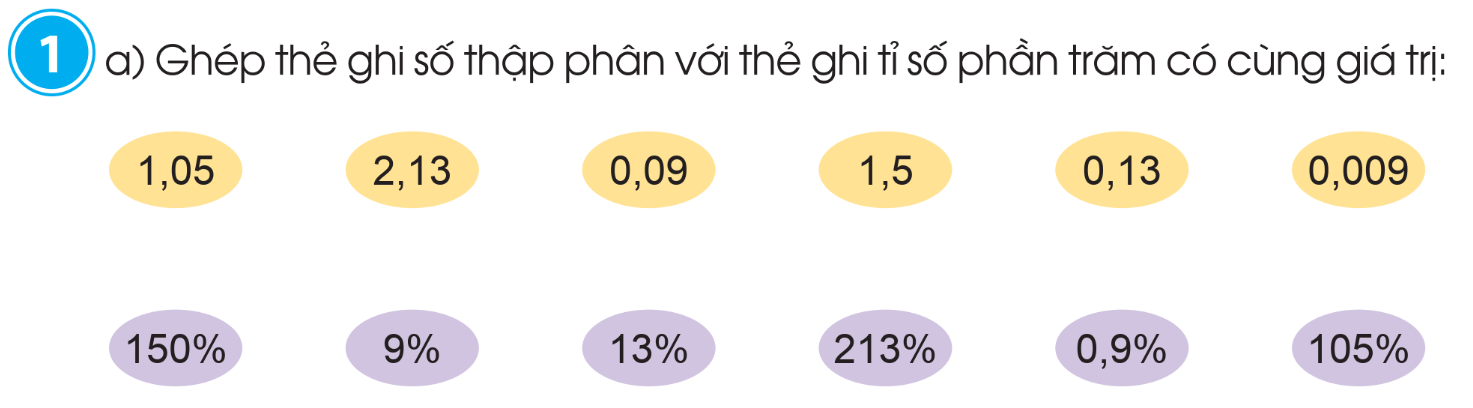 1 a) Ghép thẻ ghi số thập phân với thẻ ghi tỉ số phần trăm có cùng giá trị:
1,05 2,13 0,09 1,5 0,13 0,009
150% 9% 13% 213% 0,9% 105%